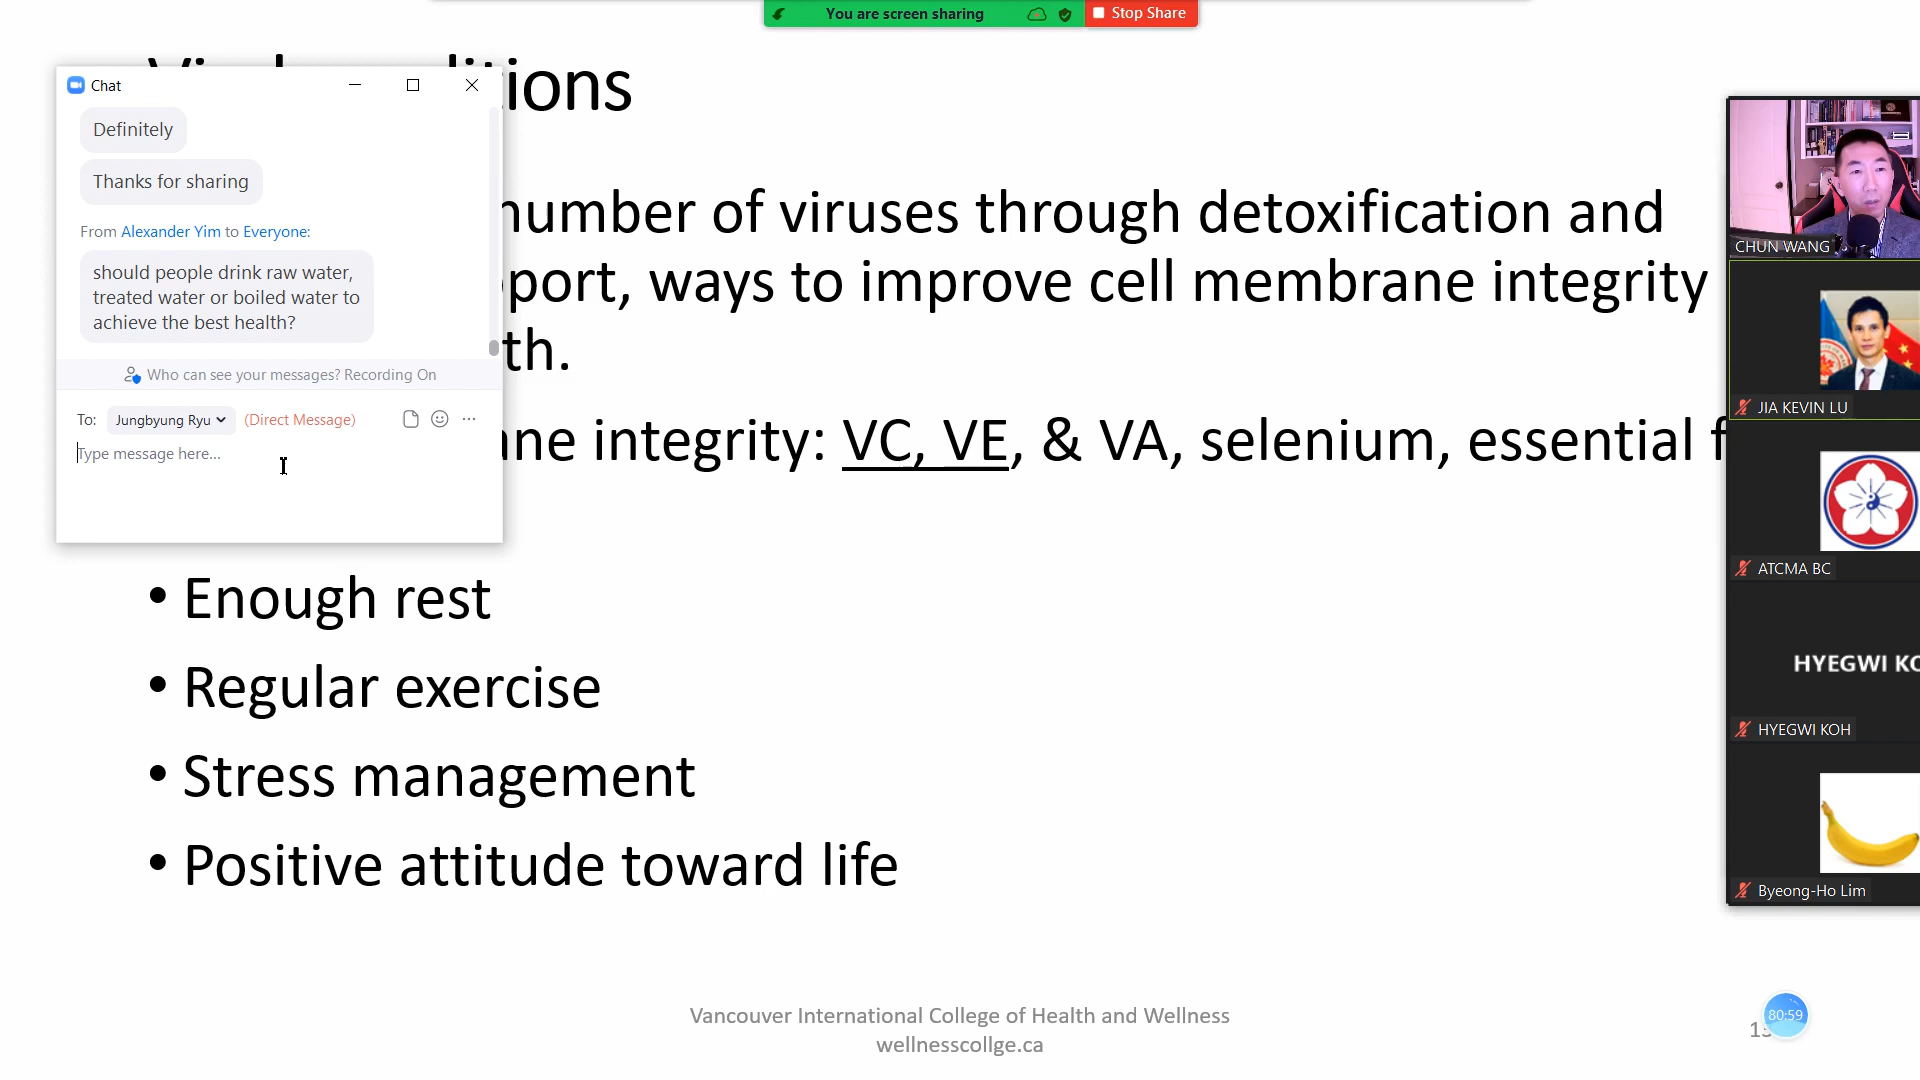 You are screen sharing
Stop Share
Chat
Definitely
Thanks for sharing
From Alexander Yim to Everyone:
should people drink raw water,
treated water or boiled water to
achieve the best health?
Who can see your messages? Recording On
To: Jungbyung Ryu (Direct Message)
Type message here...
number of viruses through detoxification and
ways to improve cell membrane integrity
integrity: VC, VE, & VA, selenium, essential
• Enough rest
• Regular exercise
• Stress management
• Positive attitude toward life
Vancouver International College of Health and Wellness
wellnesscollge.ca
80:59
CHUN WANG
JIA KEVIN LU
ATCMA BC
HYEGWI
HYEGWI KOH
Byeong-Ho Lim